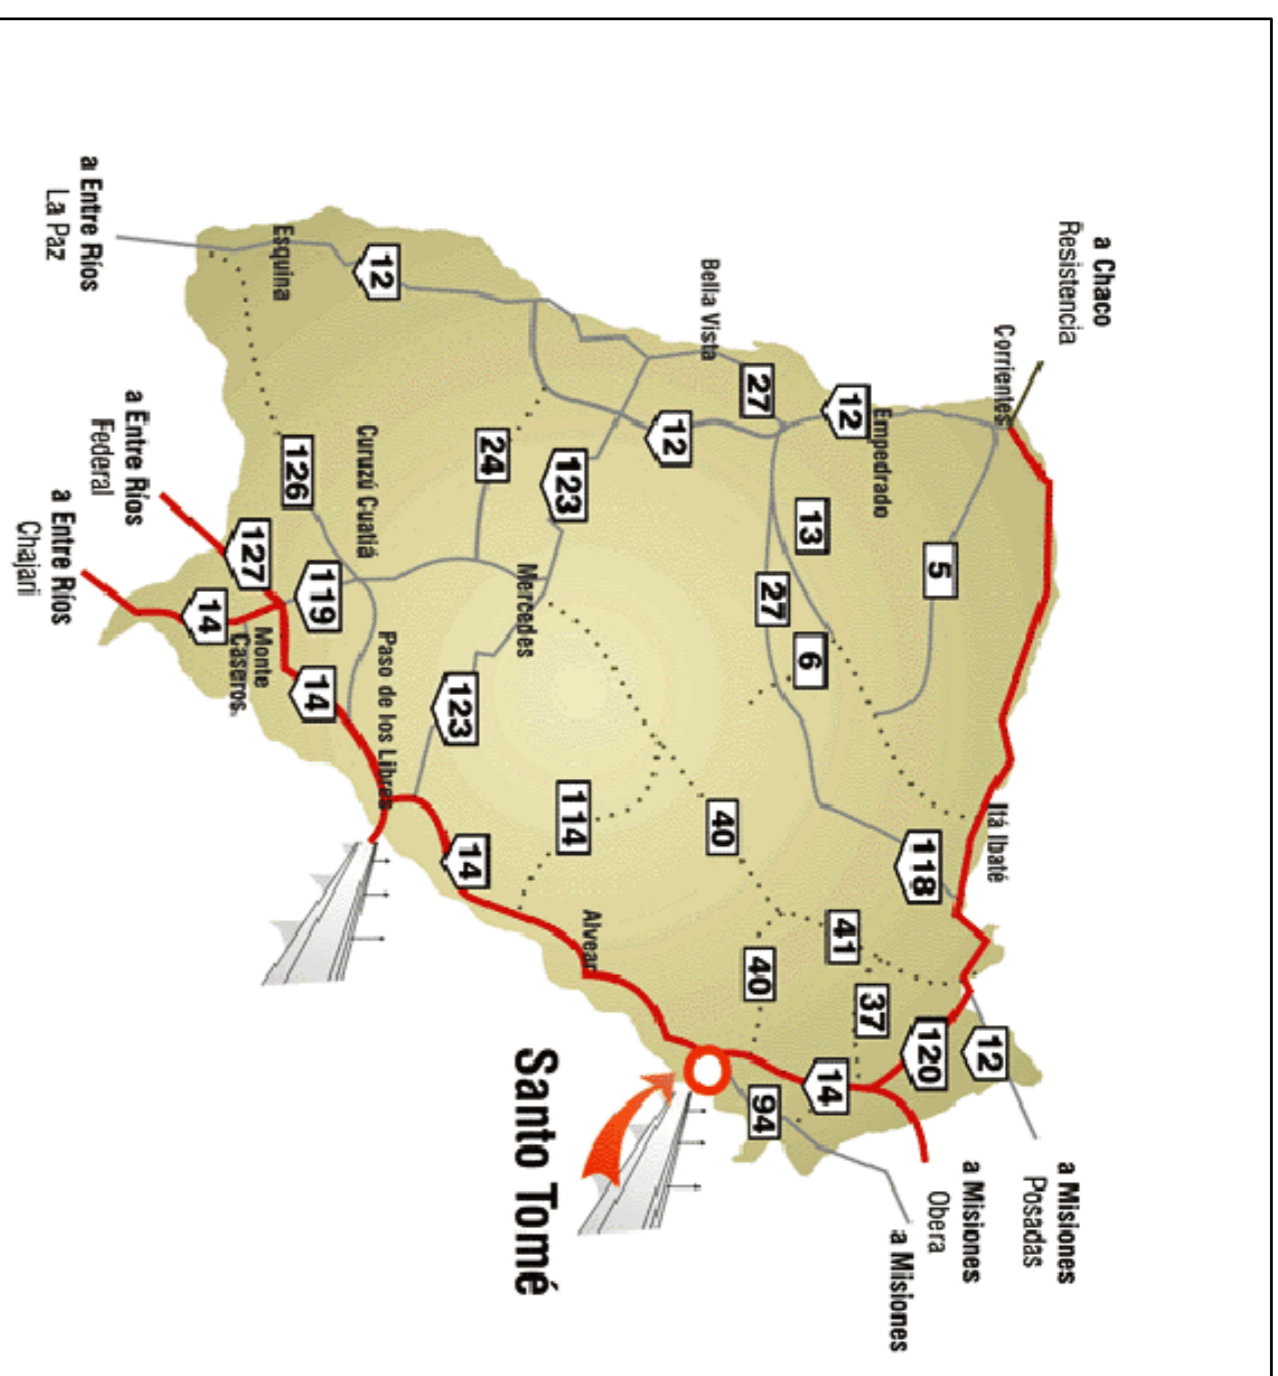 a Chaco
Resistencia
a Misiones
Posadas
Corrientes
Itá Ibaté
12
a Misiones
Obera
5
120
118
a Misiones
Empedrado
37
12
41
14
13
6
27
94
27
40
40
Bella Vista
12
Alvear
114
123
Santo Tomé
Mercedes
24
14
123
Paso de los Libres
12
Curuzú Cuatiá
119
14
126
Esquina
Monte
Caseros
127
14
a Entre Ríos
Federal
a Entre Ríos
La Paz
a Entre Ríos
Chajari